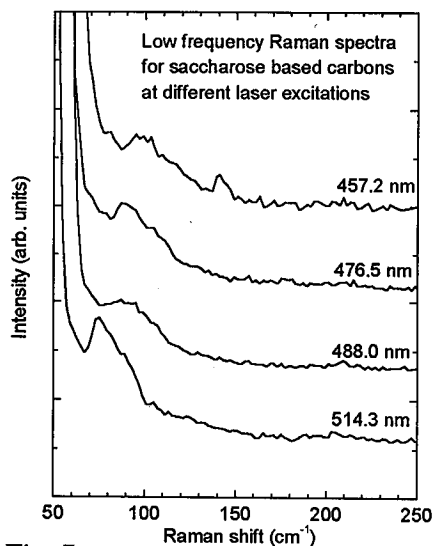 Low frequency Raman spectra
for saccharose based carbons
at different laser excitations
457.2 nm
476.5 nm
488.0 nm
514.3 nm
Intensity (arb. units)
50 100 150 200 250
Raman shift (cm⁻¹)